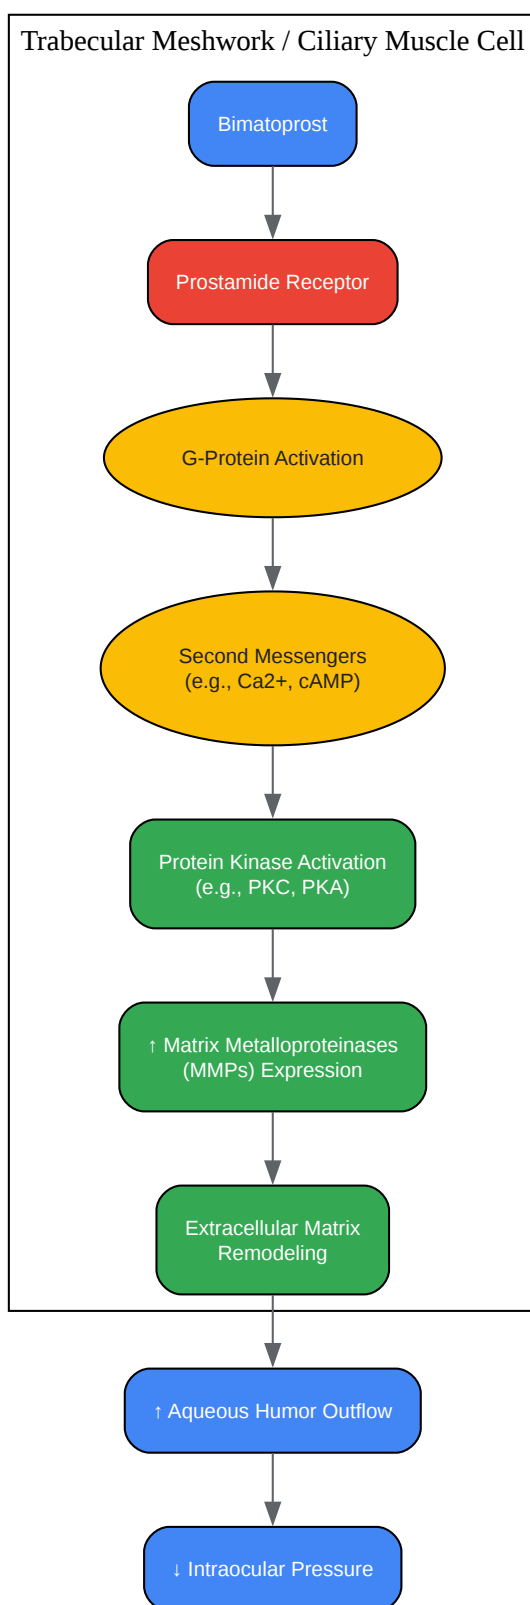 Trabecular Meshwork / Ciliary Muscle Cell
Bimatoprost
Prostamide Receptor
G-Protein Activation
Second Messengers
(e.g., Ca2+, cAMP)
Protein Kinase Activation
(e.g., PKC, PKA)
↑ Matrix Metalloproteinases
(MMPs) Expression
Extracellular Matrix
Remodeling
↑ Aqueous Humor Outflow
↓ Intraocular Pressure